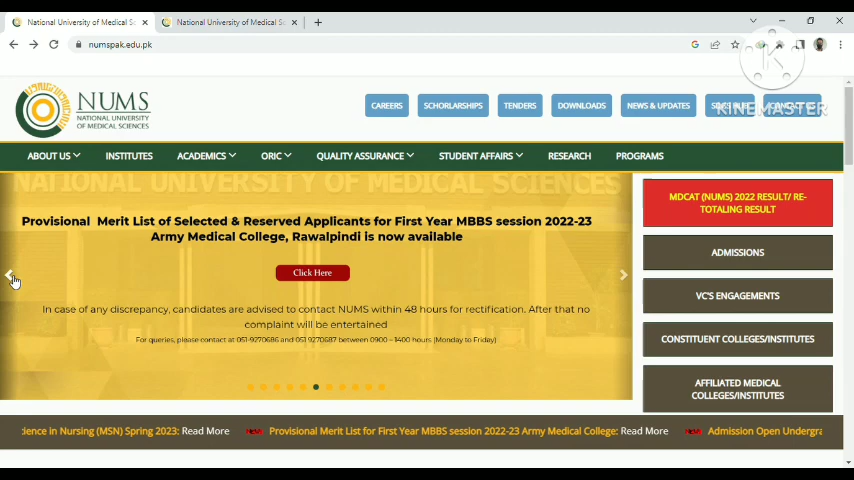 National University of Medical Sc
National University of Medical Sc
numspak.edu.pk
NUMS
NATIONAL UNIVERSITY
OF MEDICAL SCIENCES
CAREERS
SCHOLARSHIPS
TENDERS
DOWNLOADS
NEWS & UPDATES
KINEMASTER
ABOUT US
INSTITUTES
ACADEMICS
ORIC
QUALITY ASSURANCE
STUDENT AFFAIRS
RESEARCH
PROGRAMS
NATIONAL UNIVERSITY OF MEDICAL SCIENCES
Provisional Merit List of Selected & Reserved Applicants for First Year MBBS session 2022-23
Army Medical College, Rawalpindi is now available
Click Here
In case of any discrepancy, candidates are advised to contact NUMS within 48 hours for rectification. After that no
complaint will be entertained
For queries, please contact at 051-9270686 and 051 9270687 between 0900 – 1400 hours (Monday to Friday)
MDCAT (NUMS) 2022 RESULT/ RE-
TOTALING RESULT
ADMISSIONS
VC'S ENGAGEMENTS
CONSTITUENT COLLEGES/INSTITUTES
AFFILIATED MEDICAL
COLLEGES/INSTITUTES
cience in Nursing (MSN) Spring 2023: Read More
Provisional Merit List for First Year MBBS session 2022-23 Army Medical College: Read More
Admission Open Undergra